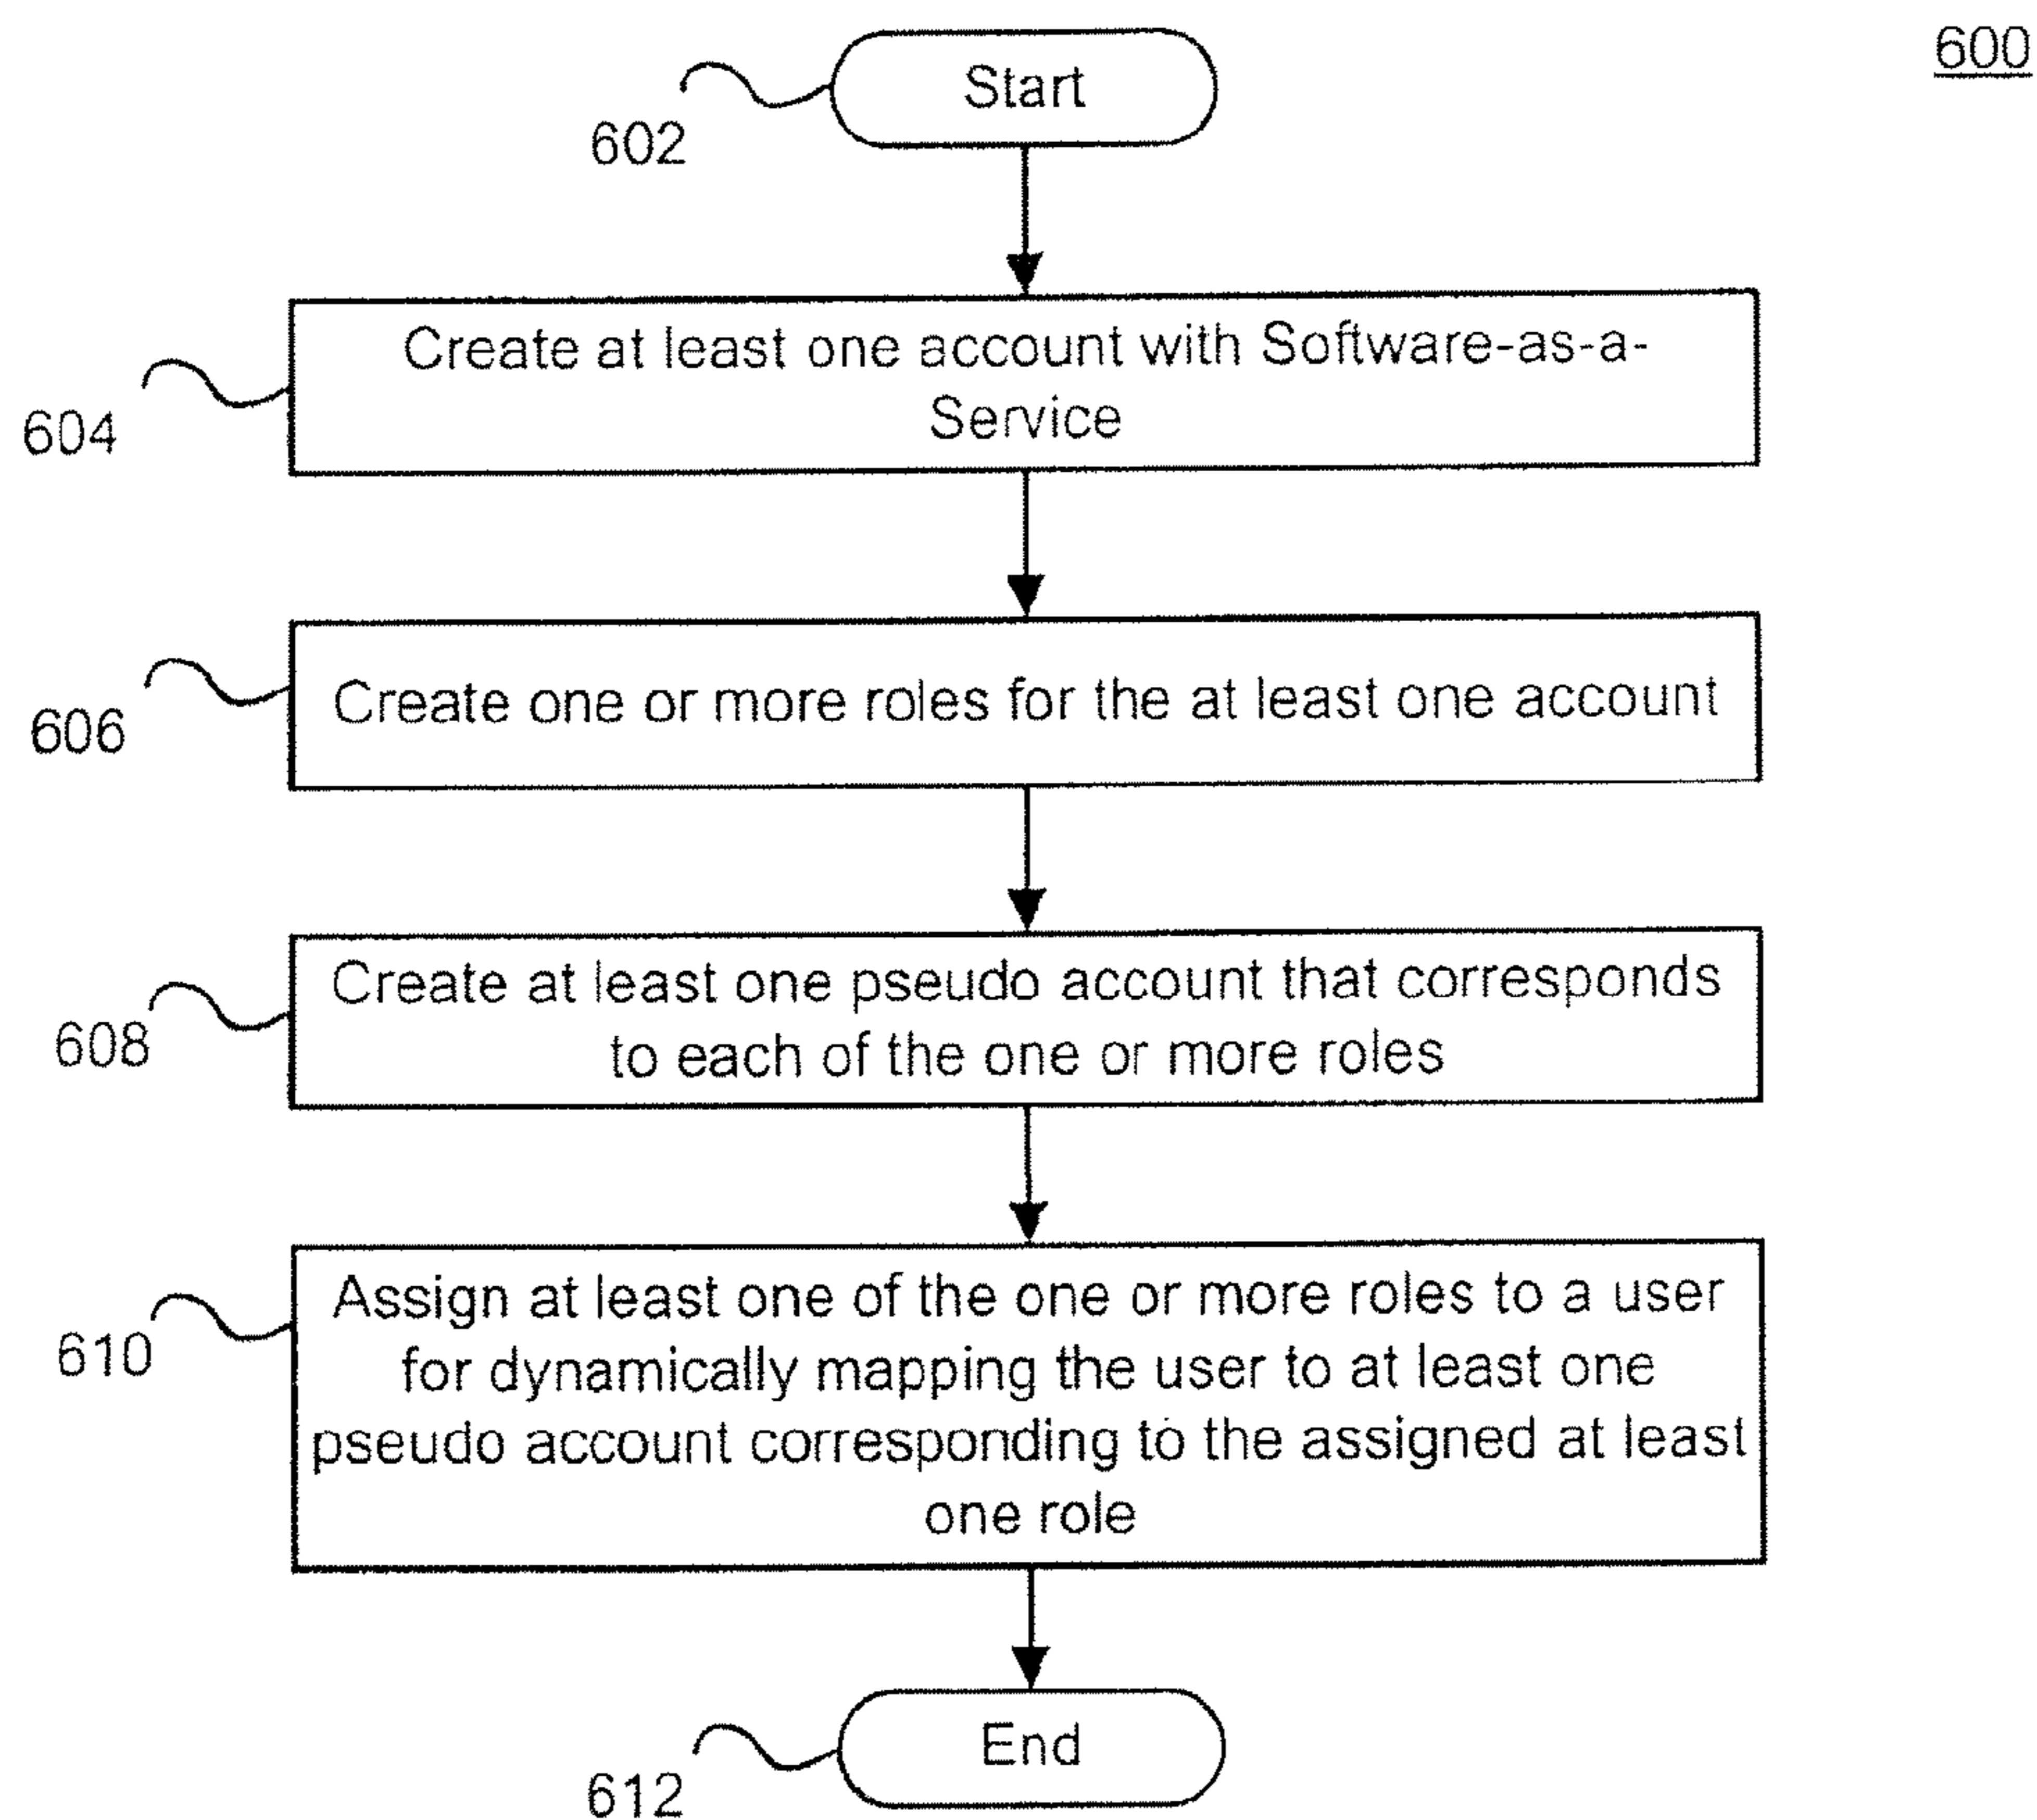 600
Start
602
Create at least one account with Software-as-a-
Service
604
Create one or more roles for the at least one account
606
Create at least one pseudo account that corresponds
to each of the one or more roles
608
Assign at least one of the one or more roles to a user
for dynamically mapping the user to at least one
pseudo account corresponding to the assigned at least
one role
610
End
612